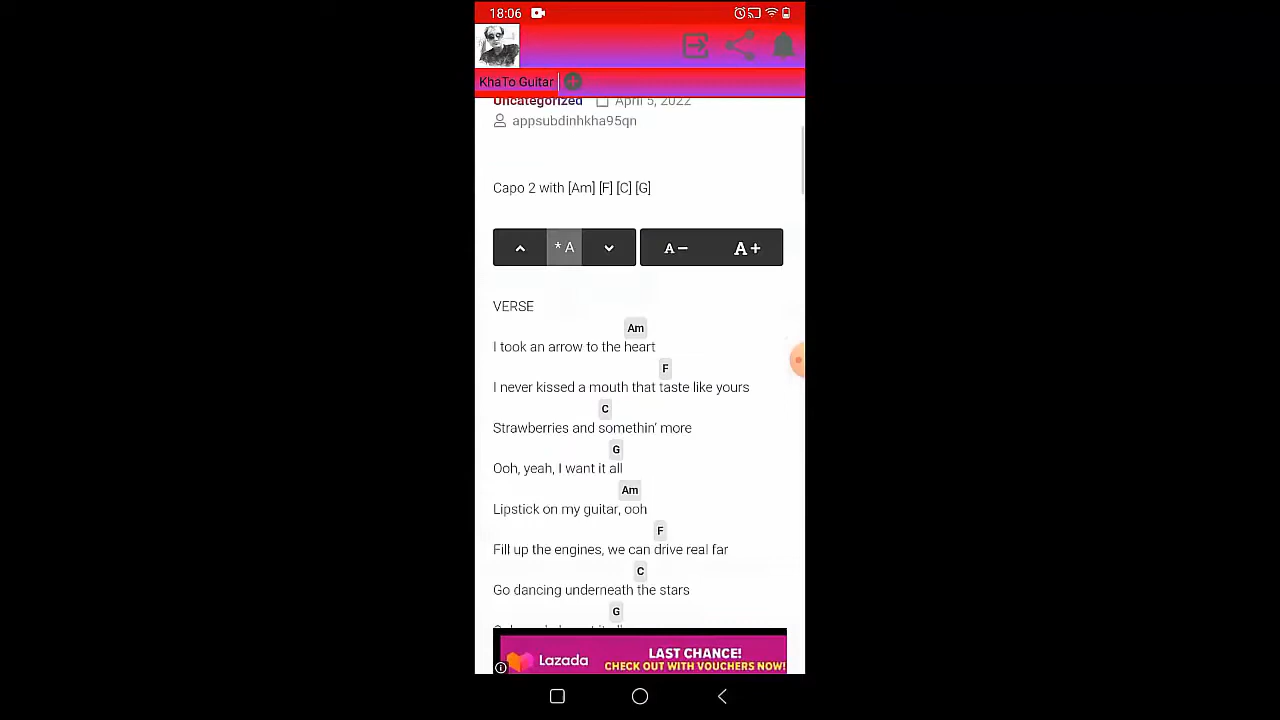 18:06
KhaTo Guitar
Uncategorized April 5, 2022
appsubdinhkha95qn
Capo 2 with [Am] [F] [C] [G]
* A A− A+
VERSE
Am
I took an arrow to the heart
F
I never kissed a mouth that taste like yours
C
Strawberries and somethin' more
G
Ooh, yeah, I want it all
Am
Lipstick on my guitar, ooh
F
Fill up the engines, we can drive real far
C
Go dancing underneath the stars
G
Lazada
LAST CHANCE!
CHECK OUT WITH VOUCHERS NOW!